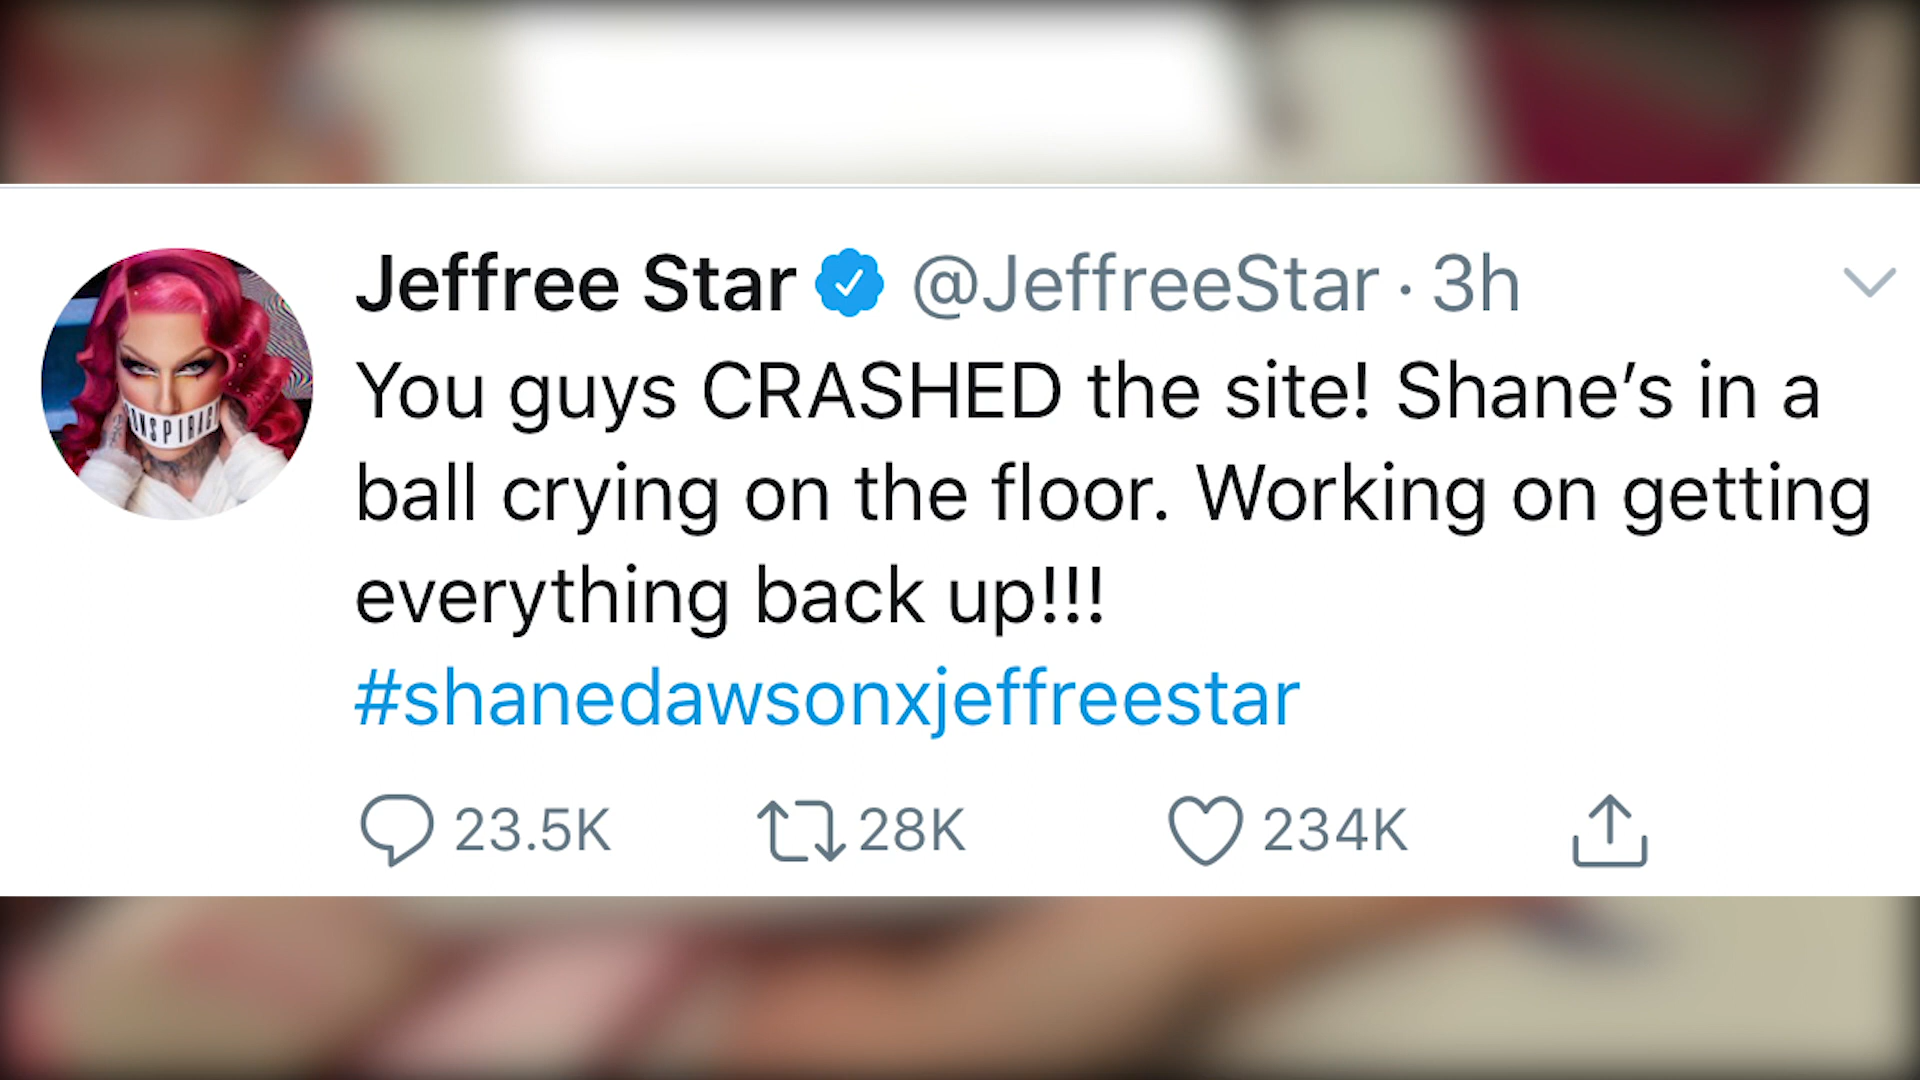 Jeffree Star @JeffreeStar · 3h
You guys CRASHED the site! Shane’s in a
ball crying on the floor. Working on getting
everything back up!!!
#shanedawsonxjeffreestar
23.5K 28K 234K